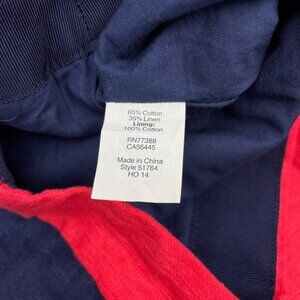 65% Cotton
35% Linen
Lining:
100% Cotton
RN77388
CA56445
Made in China
Style 51764
HO 14